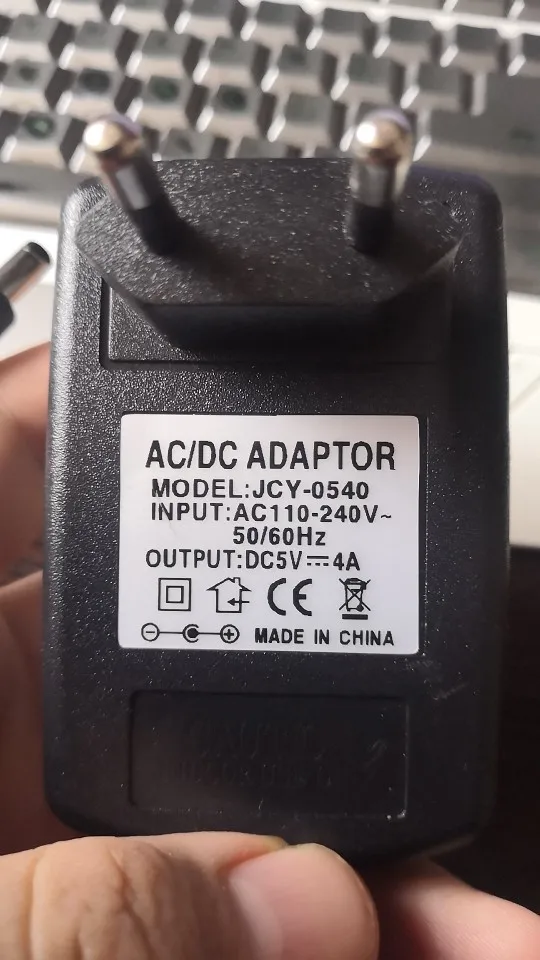 AC/DC ADAPTOR
MODEL:JCY-0540
INPUT:AC110-240V~
50/60Hz
OUTPUT:DC5V⎓4A
CE
MADE IN CHINA